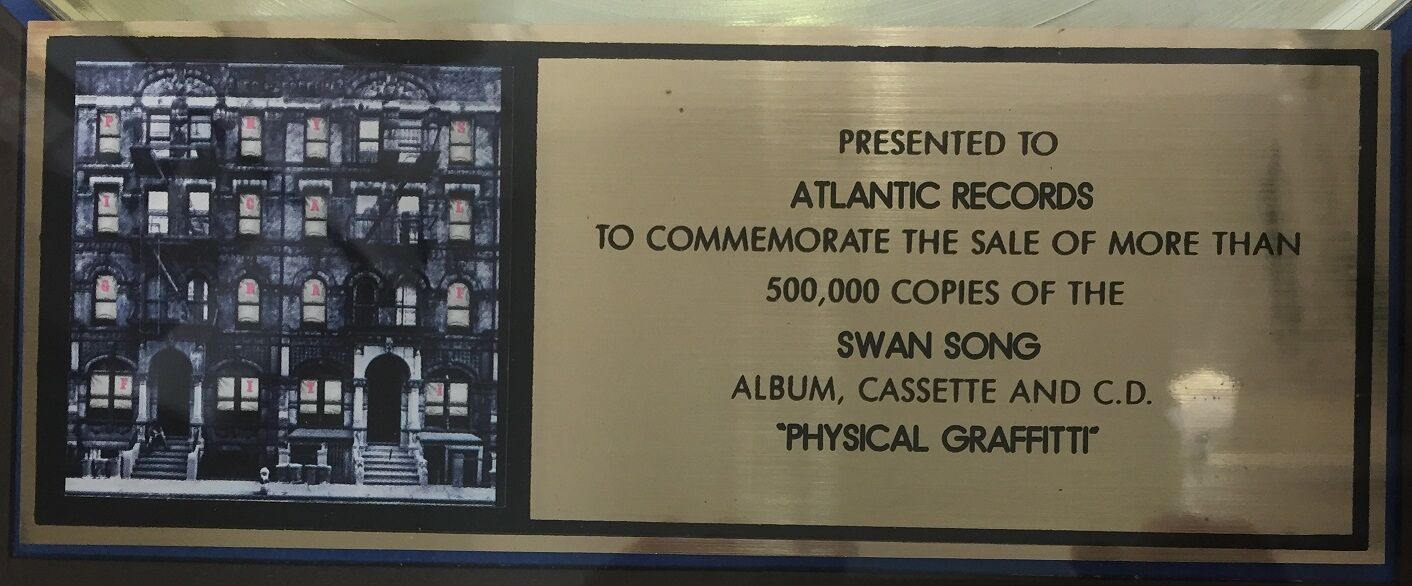 P H Y S
I C A L
G R A F
F I T I
PRESENTED TO
ATLANTIC RECORDS
TO COMMEMORATE THE SALE OF MORE THAN
500,000 COPIES OF THE
SWAN SONG
ALBUM, CASSETTE AND C.D.
"PHYSICAL GRAFFITTI"